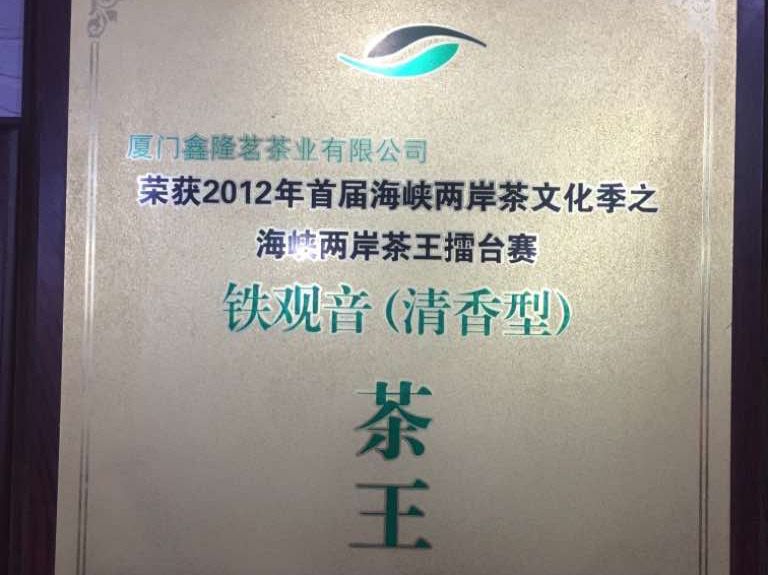 厦门鑫隆茗茶业有限公司
荣获2012年首届海峡两岸茶文化季之
海峡两岸茶王擂台赛
铁观音(清香型)
茶
王